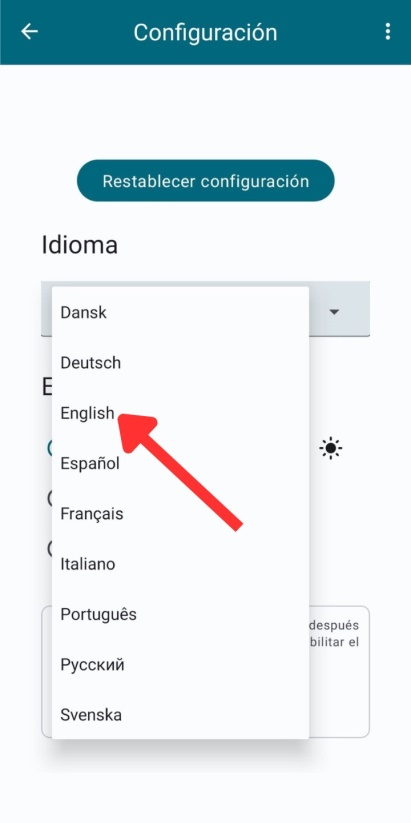 Configuración
Restablecer configuración
Idioma
Dansk
Deutsch
English
Español
Français
Italiano
Português
Русский
Svenska
después
bilitar el